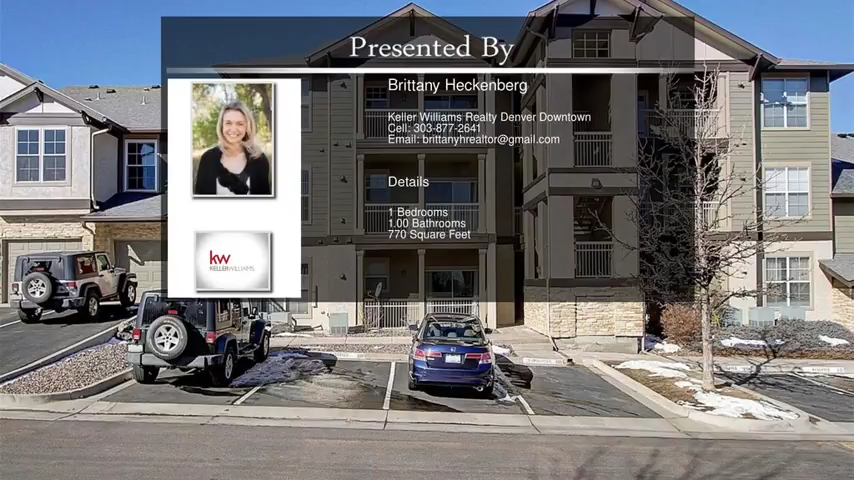 Presented By
Brittany Heckenberg
Keller Williams Realty Denver Downtown
Cell: 303-877-2641
Email: brittanyhrealtor@gmail.com
Details
1 Bedrooms
1.00 Bathrooms
770 Square Feet
kw
KELLERWILLIAMS